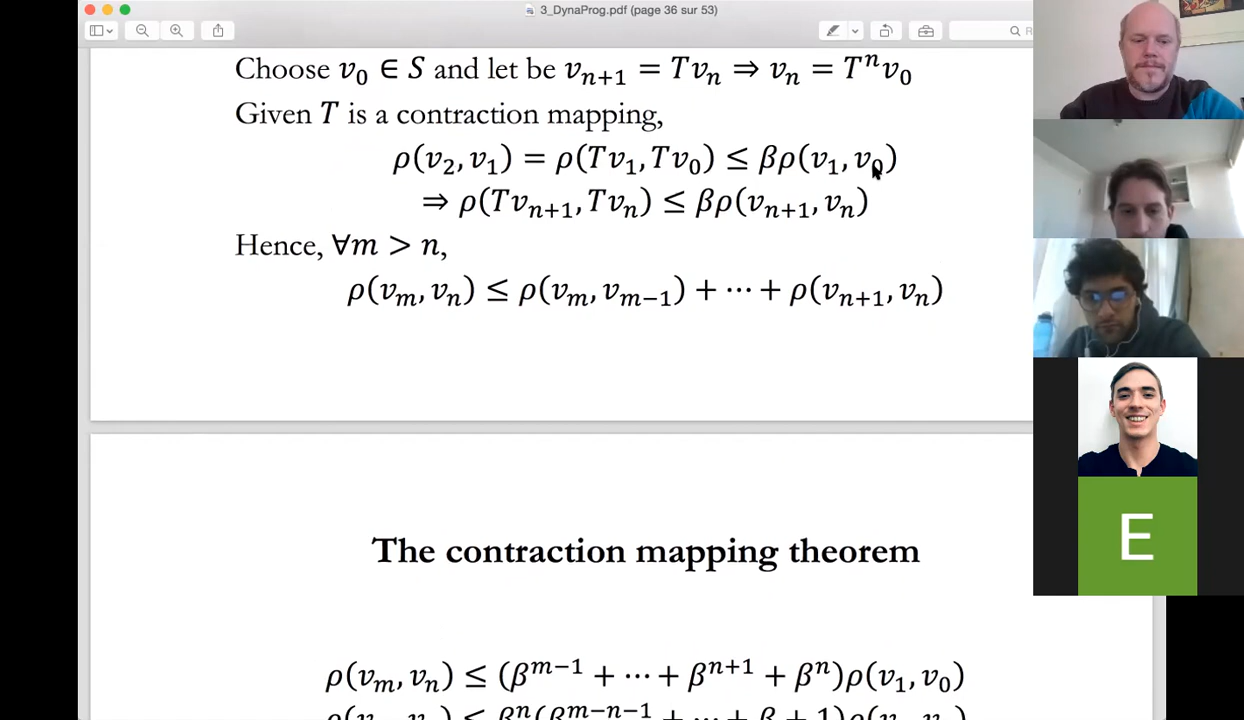 3_DynaProg.pdf (page 36 sur 53)
Choose 𝑣₀ ∈ 𝑆 and let be 𝑣ₙ₊₁ = 𝑇𝑣ₙ ⇒ 𝑣ₙ = 𝑇ⁿ𝑣₀
Given 𝑇 is a contraction mapping,
𝜌(𝑣₂, 𝑣₁) = 𝜌(𝑇𝑣₁, 𝑇𝑣₀) ≤ 𝛽𝜌(𝑣₁, 𝑣₀)
⇒ 𝜌(𝑇𝑣ₙ₊₁, 𝑇𝑣ₙ) ≤ 𝛽𝜌(𝑣ₙ₊₁, 𝑣ₙ)
Hence, ∀𝑚 > 𝑛,
𝜌(𝑣ₘ, 𝑣ₙ) ≤ 𝜌(𝑣ₘ, 𝑣ₘ₋₁) + ⋯ + 𝜌(𝑣ₙ₊₁, 𝑣ₙ)
E
The contraction mapping theorem
𝜌(𝑣ₘ, 𝑣ₙ) ≤ (𝛽ᵐ⁻¹ + ⋯ + 𝛽ⁿ⁺¹ + 𝛽ⁿ)𝜌(𝑣₁, 𝑣₀)